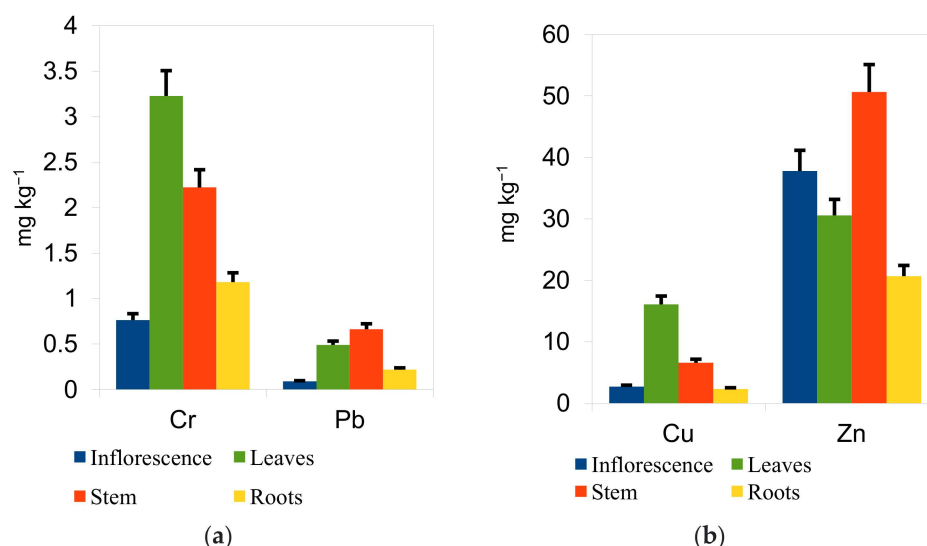 4
3.5
3
2.5
2
1.5
1
0.5
0
mg kg⁻¹
Cr Pb
Inflorescence Leaves
Stem Roots
(a)
60
50
40
30
20
10
0
mg kg⁻¹
Cu Zn
Inflorescence Leaves
Stem Roots
(b)